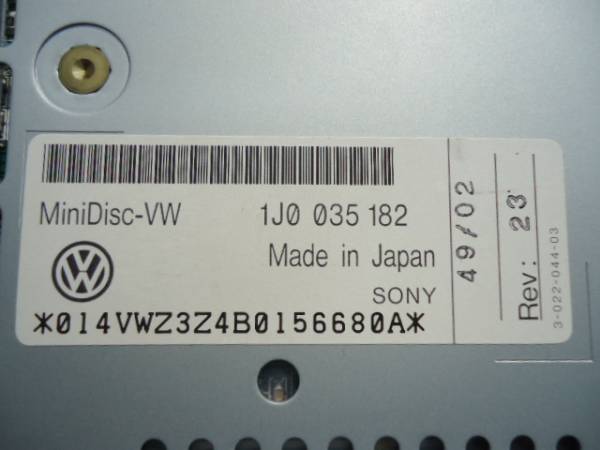 MiniDisc-VW 1J0 035 182
Made in Japan
SONY
*014VWZ3Z4B0156680A*
49/02
Rev: 23
3-022-044-03